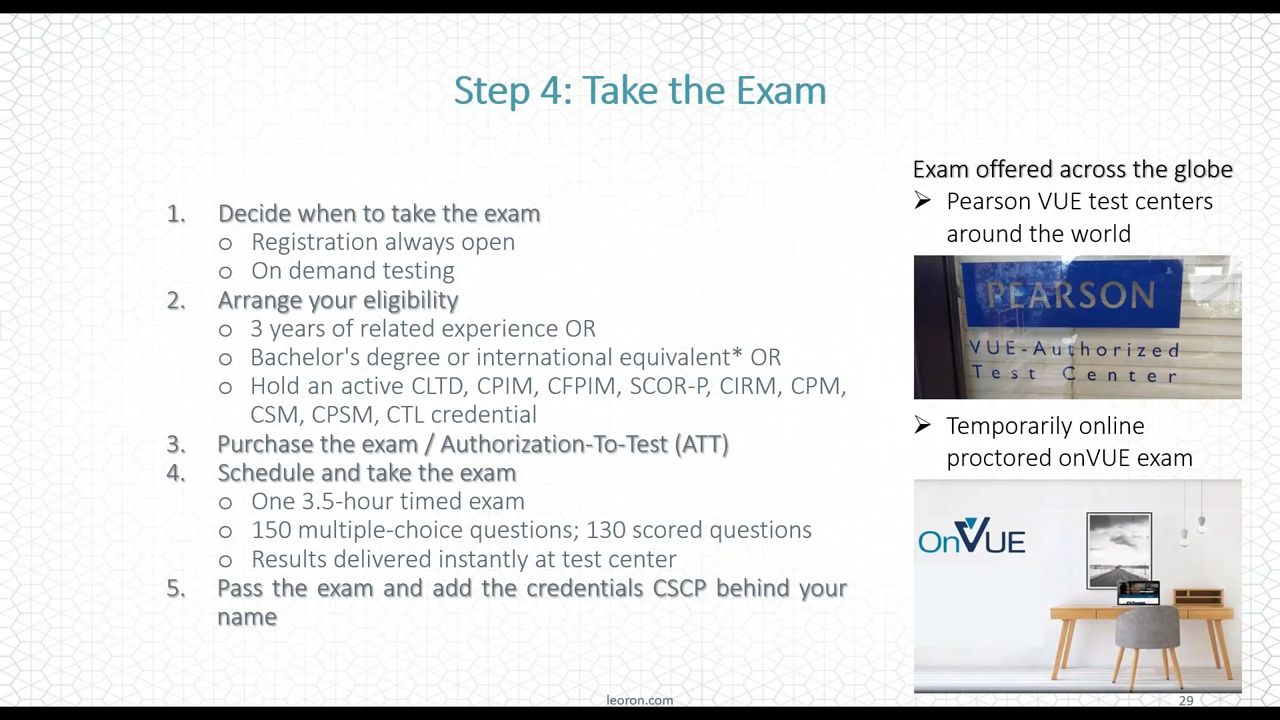 Step 4: Take the Exam
1. Decide when to take the exam
o Registration always open
o On demand testing
2. Arrange your eligibility
o 3 years of related experience OR
o Bachelor's degree or international equivalent* OR
o Hold an active CLTD, CPIM, CFPIM, SCOR-P, CIRM, CPM,
CSM, CPSM, CTL credential
3. Purchase the exam / Authorization-To-Test (ATT)
4. Schedule and take the exam
o One 3.5-hour timed exam
o 150 multiple-choice questions; 130 scored questions
o Results delivered instantly at test center
5. Pass the exam and add the credentials CSCP behind your
name
Exam offered across the globe
➢ Pearson VUE test centers
around the world
PEARSON
VUE-Authorized
Test Center
➢ Temporarily online
proctored onVUE exam
OnVUE
leoron.com
29